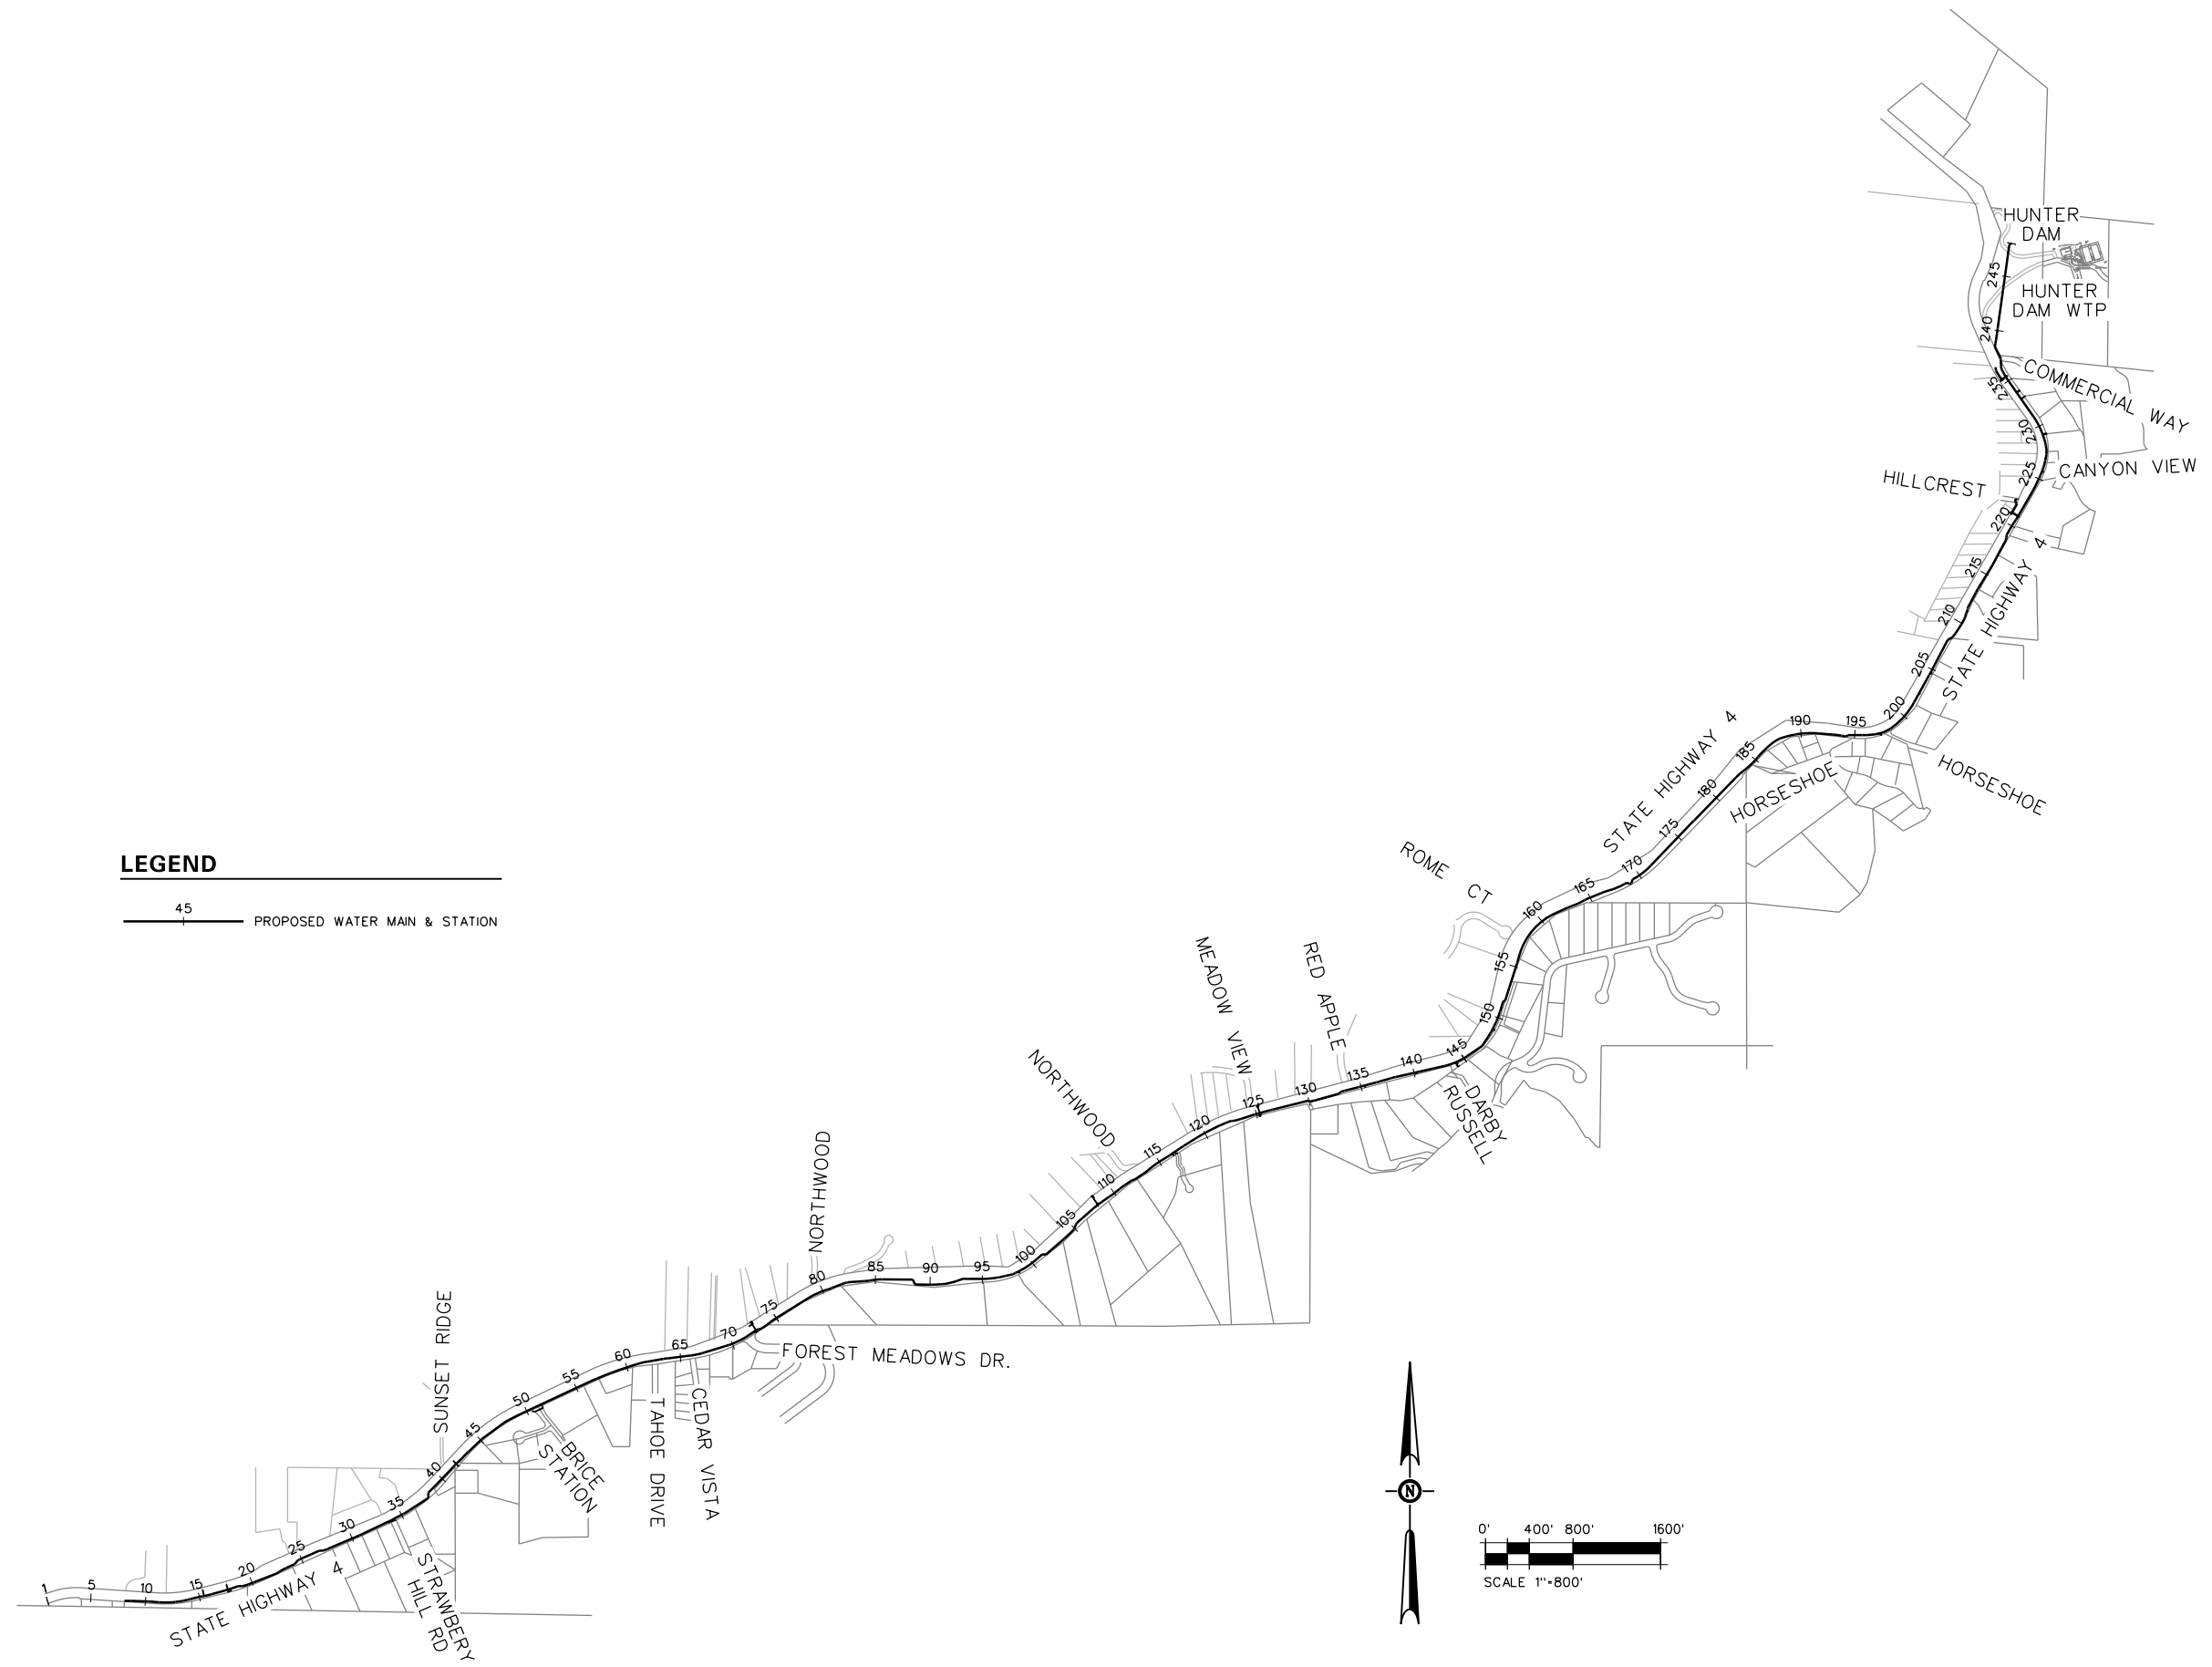 HUNTER
DAM
245
HUNTER
DAM WTP
240
COMMERCIAL WAY
235
230
CANYON VIEW
225
HILLCREST
220
STATE HIGHWAY 4
215
210
205
200
195
190
HORSESHOE
HORSESHOE
185
STATE HIGHWAY 4
180
175
170
165
160
ROME CT
155
150
145
DARBY
RUSSELL
140
135
RED APPLE
130
MEADOW VIEW
125
120
115
NORTHWOOD
110
105
100
95
90
85
NORTHWOOD
80
75
70
FOREST MEADOWS DR.
65
CEDAR VISTA
TAHOE DRIVE
60
55
50
BRICE
STATION
45
SUNSET RIDGE
40
35
30
STRAWBERY
HILL RD
25
STATE HIGHWAY 4
20
15
10
5
1
LEGEND
45
PROPOSED WATER MAIN & STATION
N
0' 400' 800' 1600'
SCALE 1"=800'